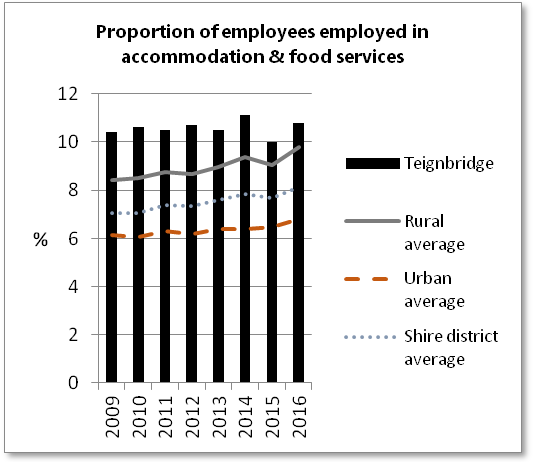 Proportion of employees employed in
accommodation & food services
12
10
8
6
4
2
0
%
2009
2010
2011
2012
2013
2014
2015
2016
Teignbridge
Rural
average
Urban
average
Shire district
average